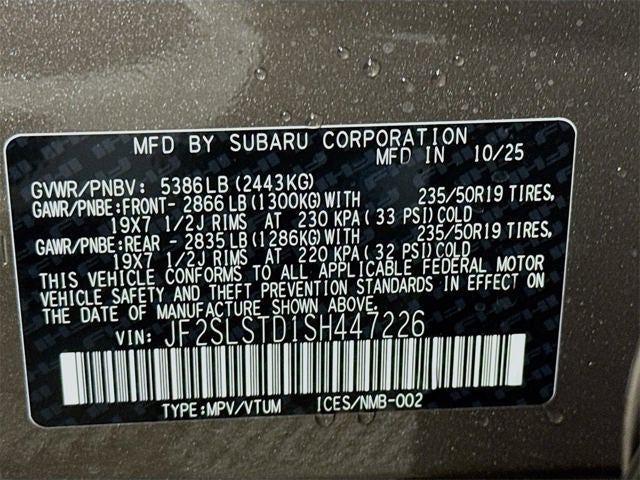 MFD BY SUBARU CORPORATION
MFD IN 10/25
GVWR/PNBV: 5386LB(2443KG)
GAWR/PNBE:FRONT- 2866LB(1300KG)WITH 235/50R19 TIRES,
19X7 1/2J RIMS AT 230 KPA(33 PSI)COLD
GAWR/PNBE:REAR - 2835LB(1286KG)WITH 235/50R19 TIRES,
19X7 1/2J RIMS AT 220 KPA(32 PSI)COLD
THIS VEHICLE CONFORMS TO ALL APPLICABLE FEDERAL MOTOR
VEHICLE SAFETY AND THEFT PREVENTION STANDARDS IN EFFECT ON
THE DATE OF MANUFACTURE SHOWN ABOVE.
VIN: JF2SLSTD1SH447226
TYPE:MPV/VTUM ICES/NMB-002